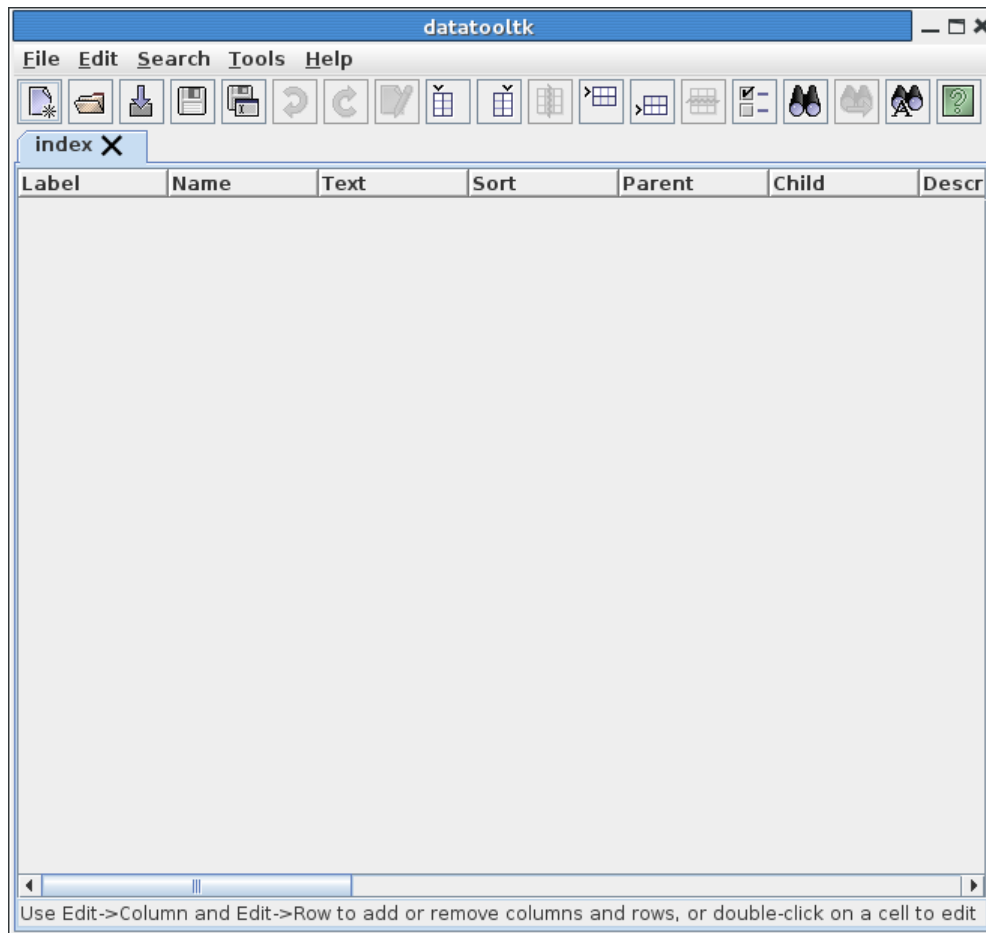 datatooltk
File Edit Search Tools Help
index
Label Name Text Sort Parent Child Descr
Use Edit->Column and Edit->Row to add or remove columns and rows, or double-click on a cell to edit